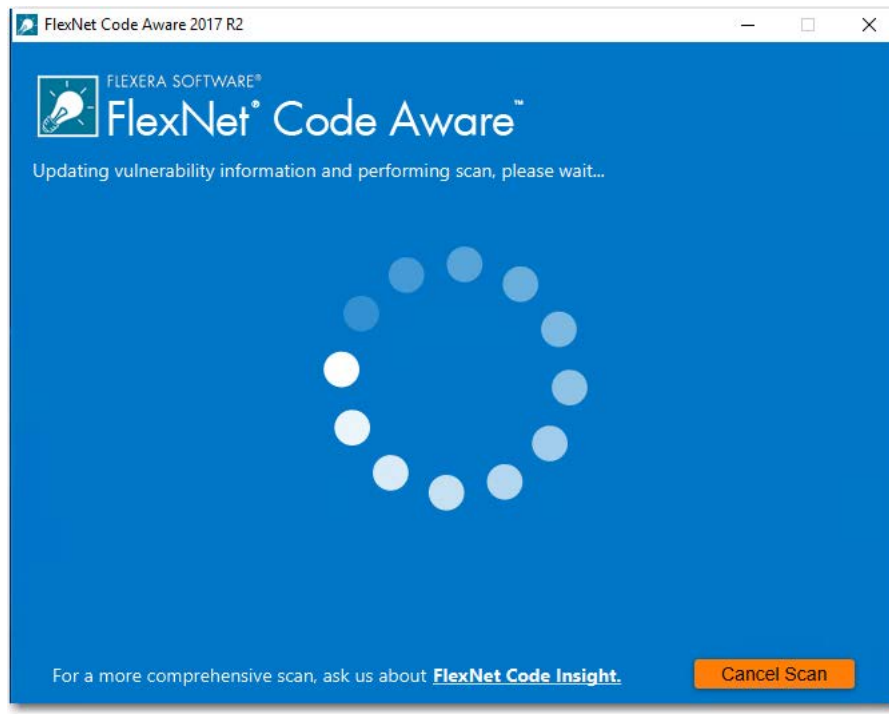 FlexNet Code Aware 2017 R2
FLEXERA SOFTWARE®
FlexNet® Code Aware™
Updating vulnerability information and performing scan, please wait...
For a more comprehensive scan, ask us about FlexNet Code Insight.
Cancel Scan